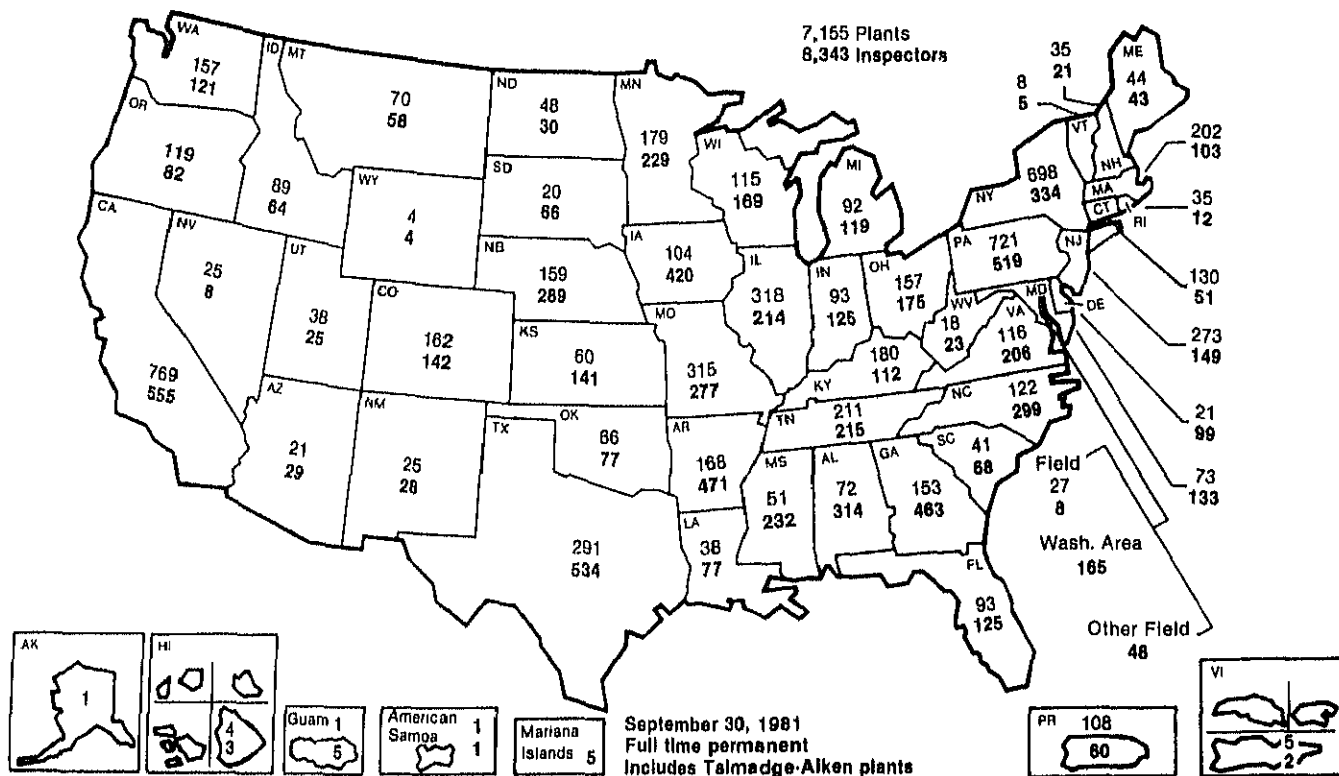 7,155 Plants
8,343 Inspectors
WA
157
121
OR
119
82
CA
769
555
ID
89
64
MT
70
58
NV
25
8
UT
38
25
AZ
21
29
WY
4
4
CO
162
142
NM
25
28
ND
48
30
SD
20
66
NB
159
289
KS
60
141
OK
66
77
TX
291
534
MN
179
229
IA
104
420
MO
315
277
AR
168
471
LA
38
77
WI
115
169
IL
318
214
MI
92
119
IN
93
125
OH
157
175
KY
180
112
TN
211
215
MS
51
232
AL
72
314
GA
153
463
FL
93
125
SC
41
68
NC
122
299
VA
116
206
WV
18
23
PA
721
519
NY
698
334
VT
8
5
NH
35
21
ME
44
43
MA
202
103
RI
35
12
CT
130
51
NJ
273
149
DE
21
99
MD
73
133
Field
27
8
Wash. Area
165
Other Field
48
AK
1
HI
4
3
Guam 1
5
American 1
Samoa 1
Mariana
Islands 5
September 30, 1981
Full time permanent
Includes Talmadge-Aiken plants
PR 108
60
VI
5
2